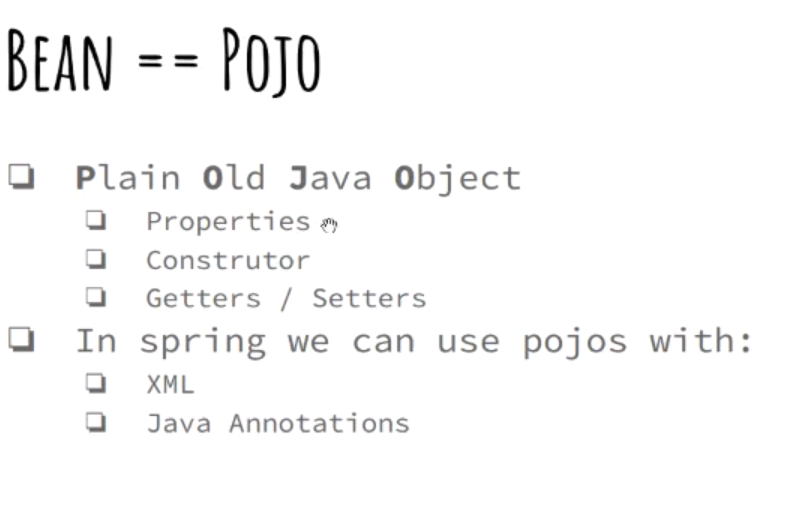 Bean == Pojo
Plain Old Java Object
Properties
Construtor
Getters / Setters
In spring we can use pojos with:
XML
Java Annotations